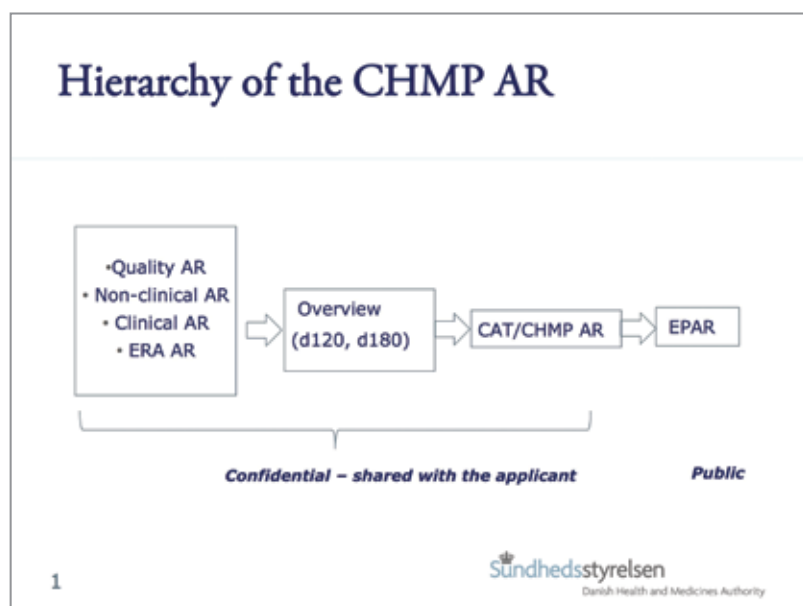 Hierarchy of the CHMP AR
•Quality AR
• Non-clinical AR
• Clinical AR
• ERA AR
Overview
(d120, d180)
CAT/CHMP AR
EPAR
Confidential – shared with the applicant
Public
1
Sundhedsstyrelsen
Danish Health and Medicines Authority